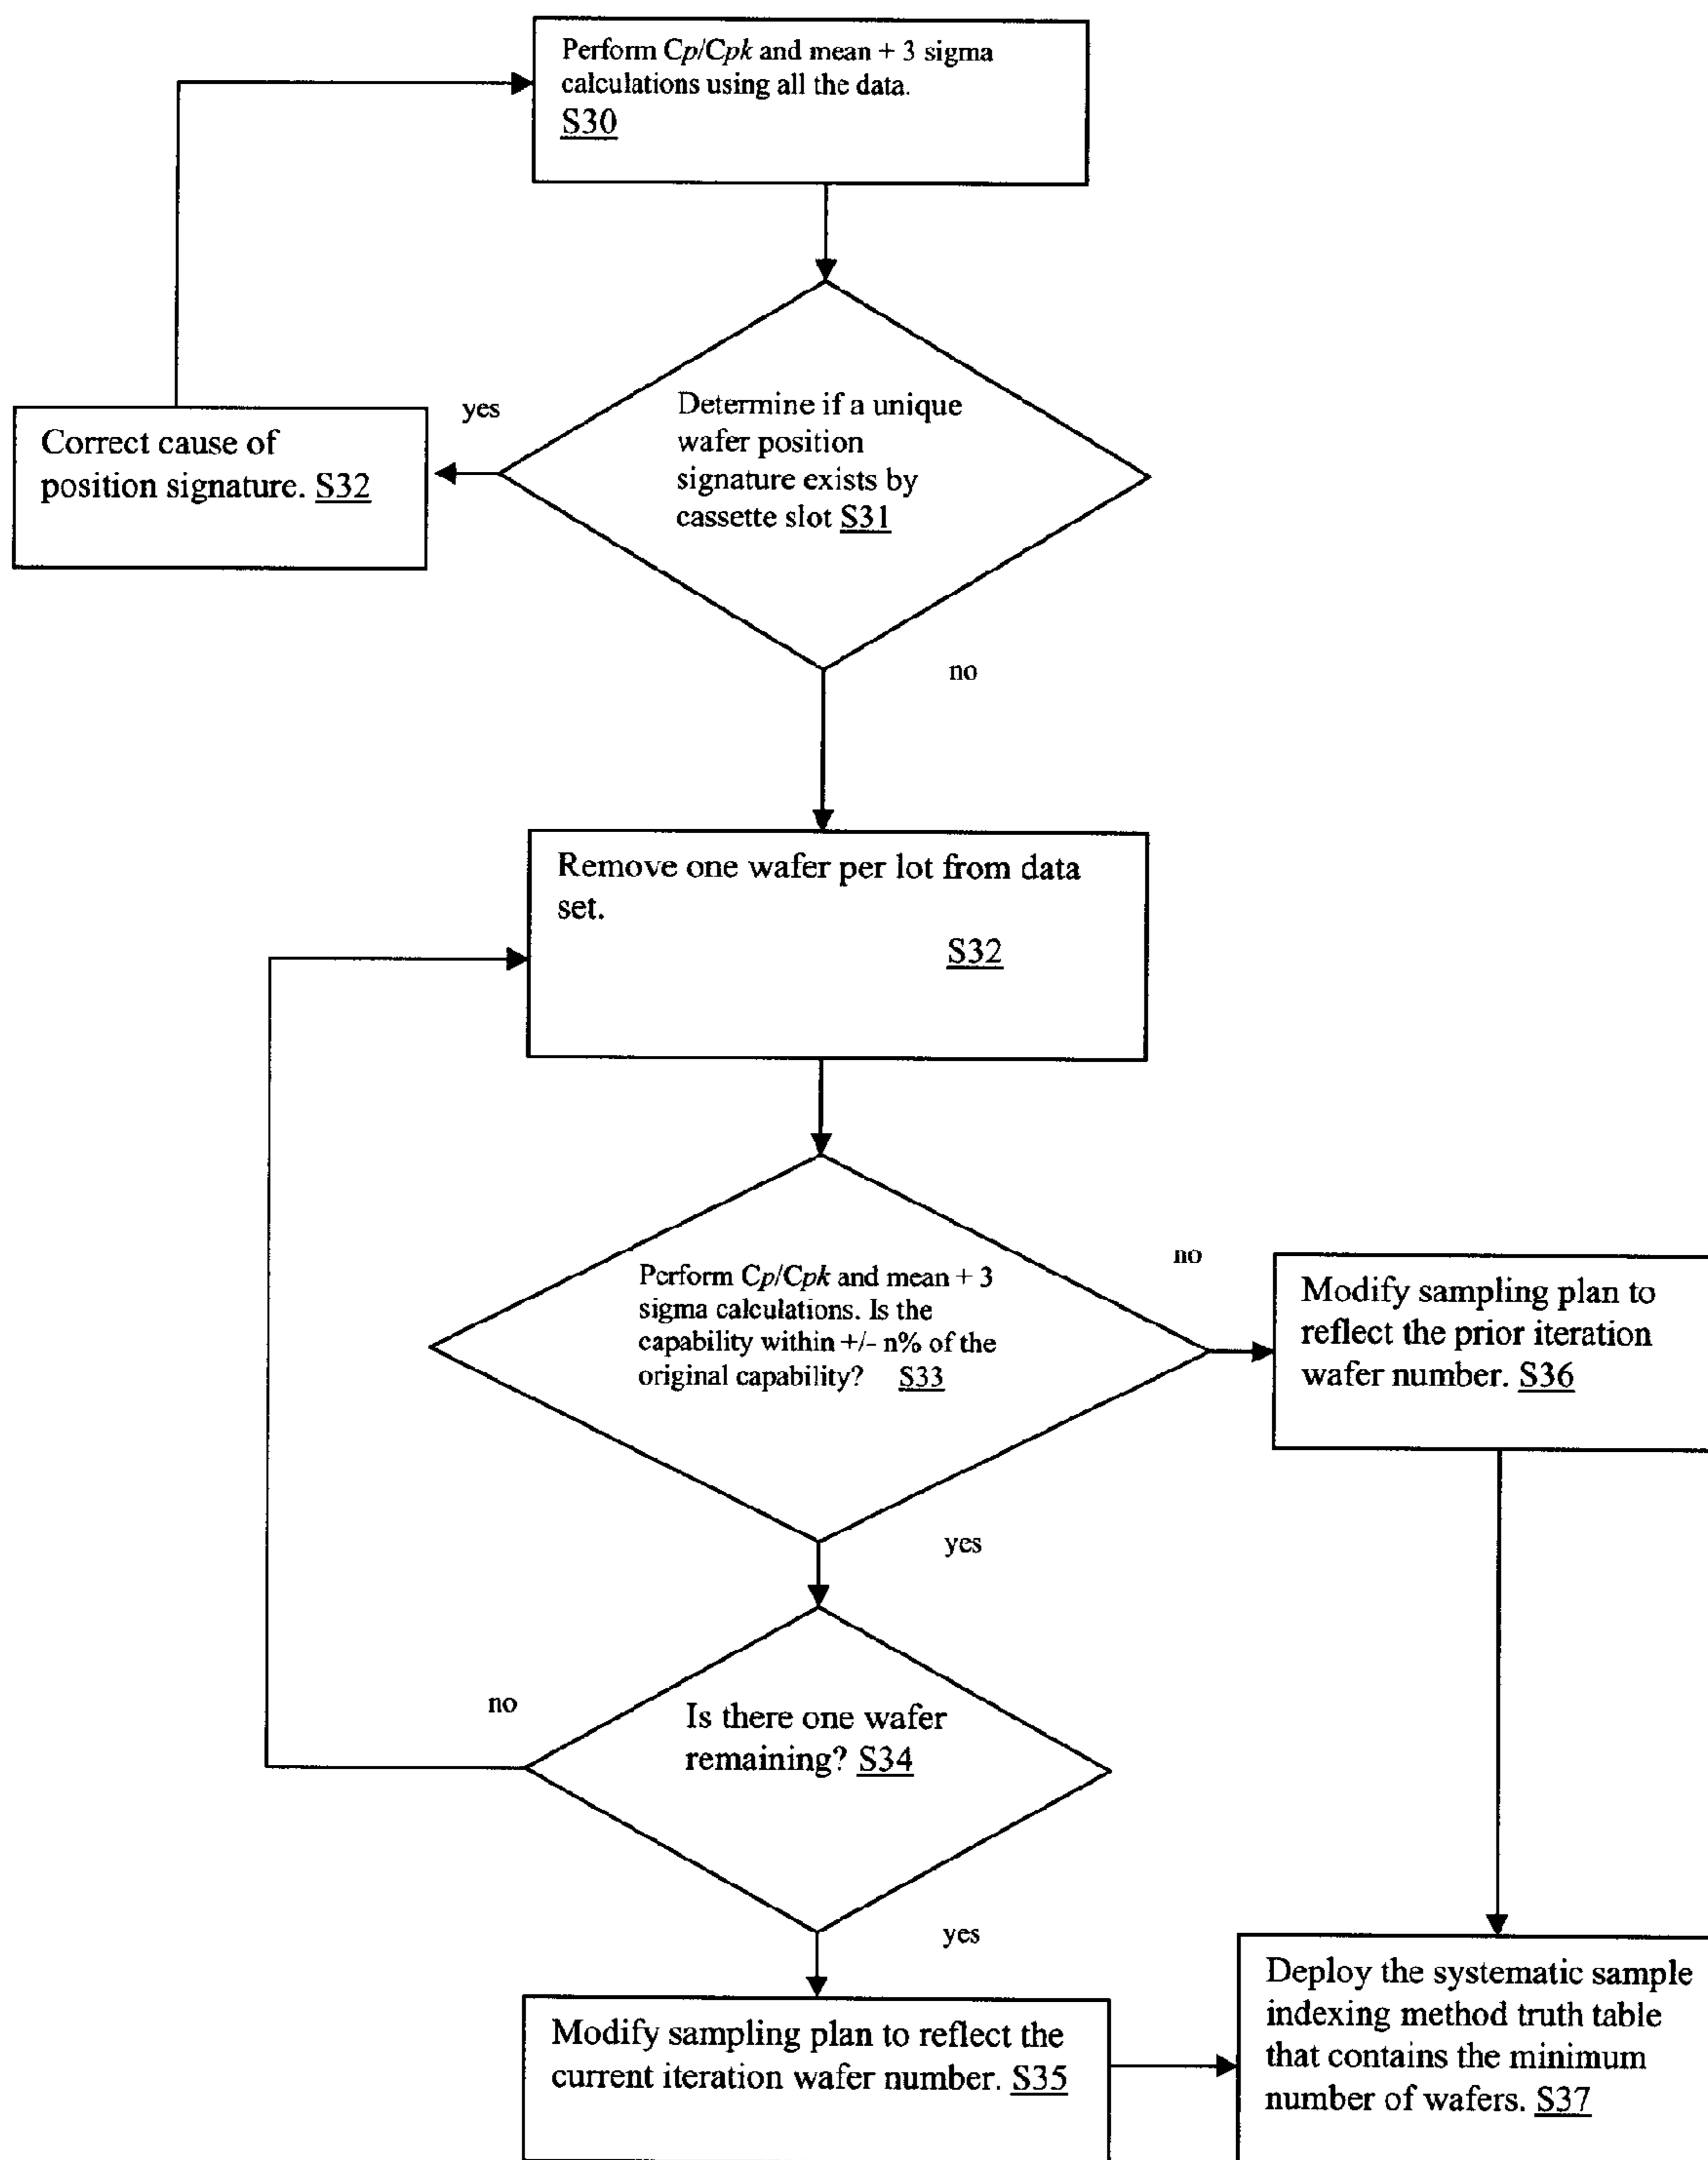 Perform Cp/Cpk and mean + 3 sigma
calculations using all the data.
S30
yes
Correct cause of
position signature. S32
Determine if a unique
wafer position
signature exists by
cassette slot S31
no
Remove one wafer per lot from data
set.
S32
Perform Cp/Cpk and mean + 3
sigma calculations. Is the
capability within +/- n% of the
original capability? S33
no
Modify sampling plan to
reflect the prior iteration
wafer number. S36
yes
no
Is there one wafer
remaining? S34
yes
Modify sampling plan to reflect the
current iteration wafer number. S35
Deploy the systematic sample
indexing method truth table
that contains the minimum
number of wafers. S37